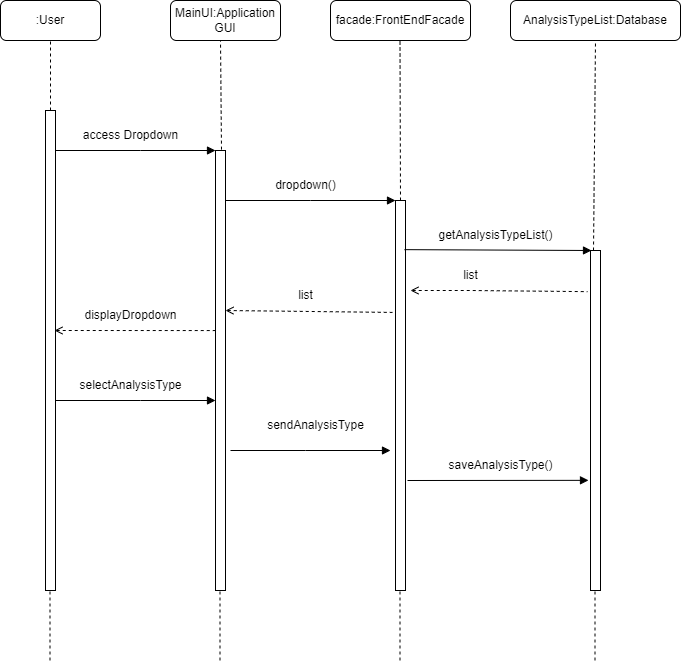 :User
MainUI:Application
GUI
facade:FrontEndFacade
AnalysisTypeList:Database
access Dropdown
dropdown()
getAnalysisTypeList()
list
list
displayDropdown
selectAnalysisType
sendAnalysisType
saveAnalysisType()